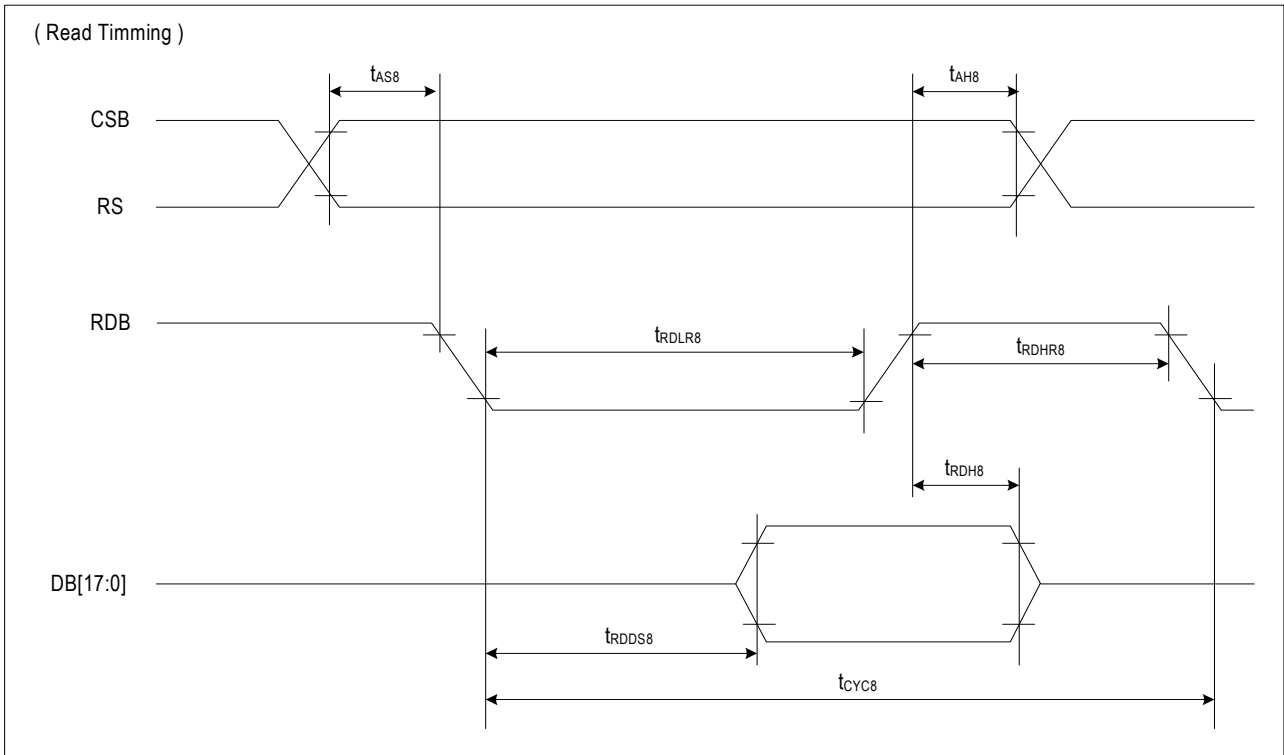 ( Read Timming )
tAS8
tAH8
CSB
RS
RDB
tRDLR8
tRDHR8
tRDH8
DB[17:0]
tRDDS8
tCYC8